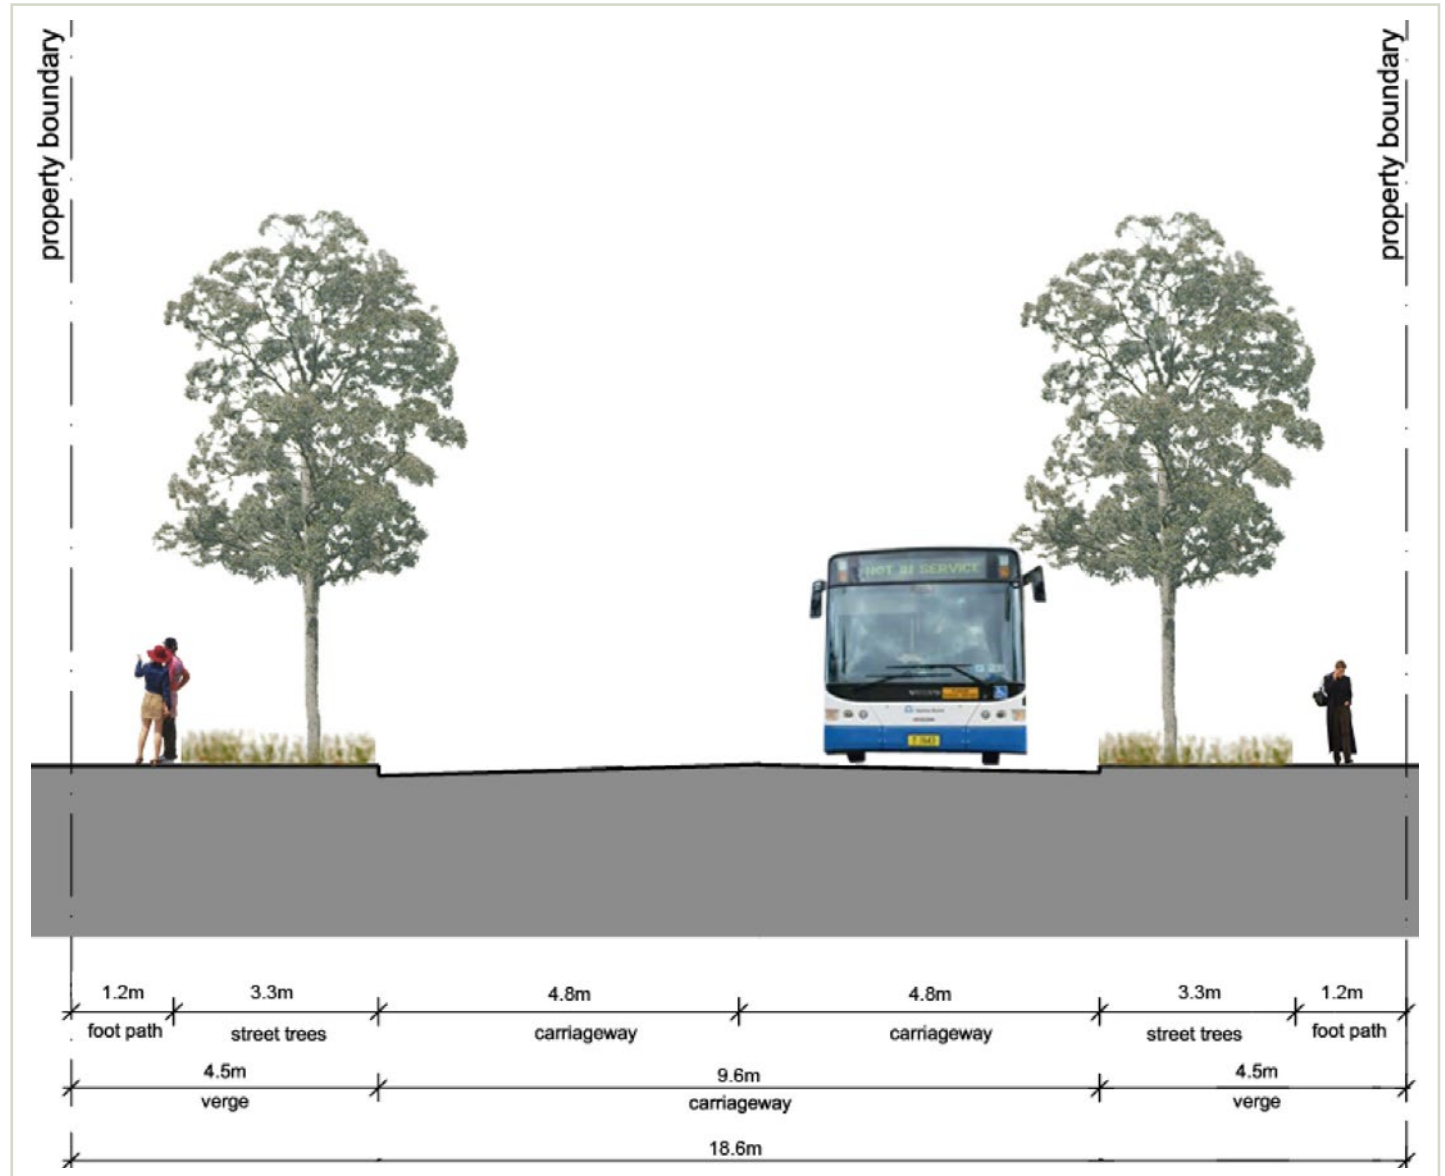 property boundary
property boundary
NOT IN SERVICE
1.2m
3.3m
4.8m
4.8m
3.3m
1.2m
foot path
street trees
carriageway
carriageway
street trees
foot path
4.5m
9.6m
4.5m
verge
carriageway
verge
18.6m